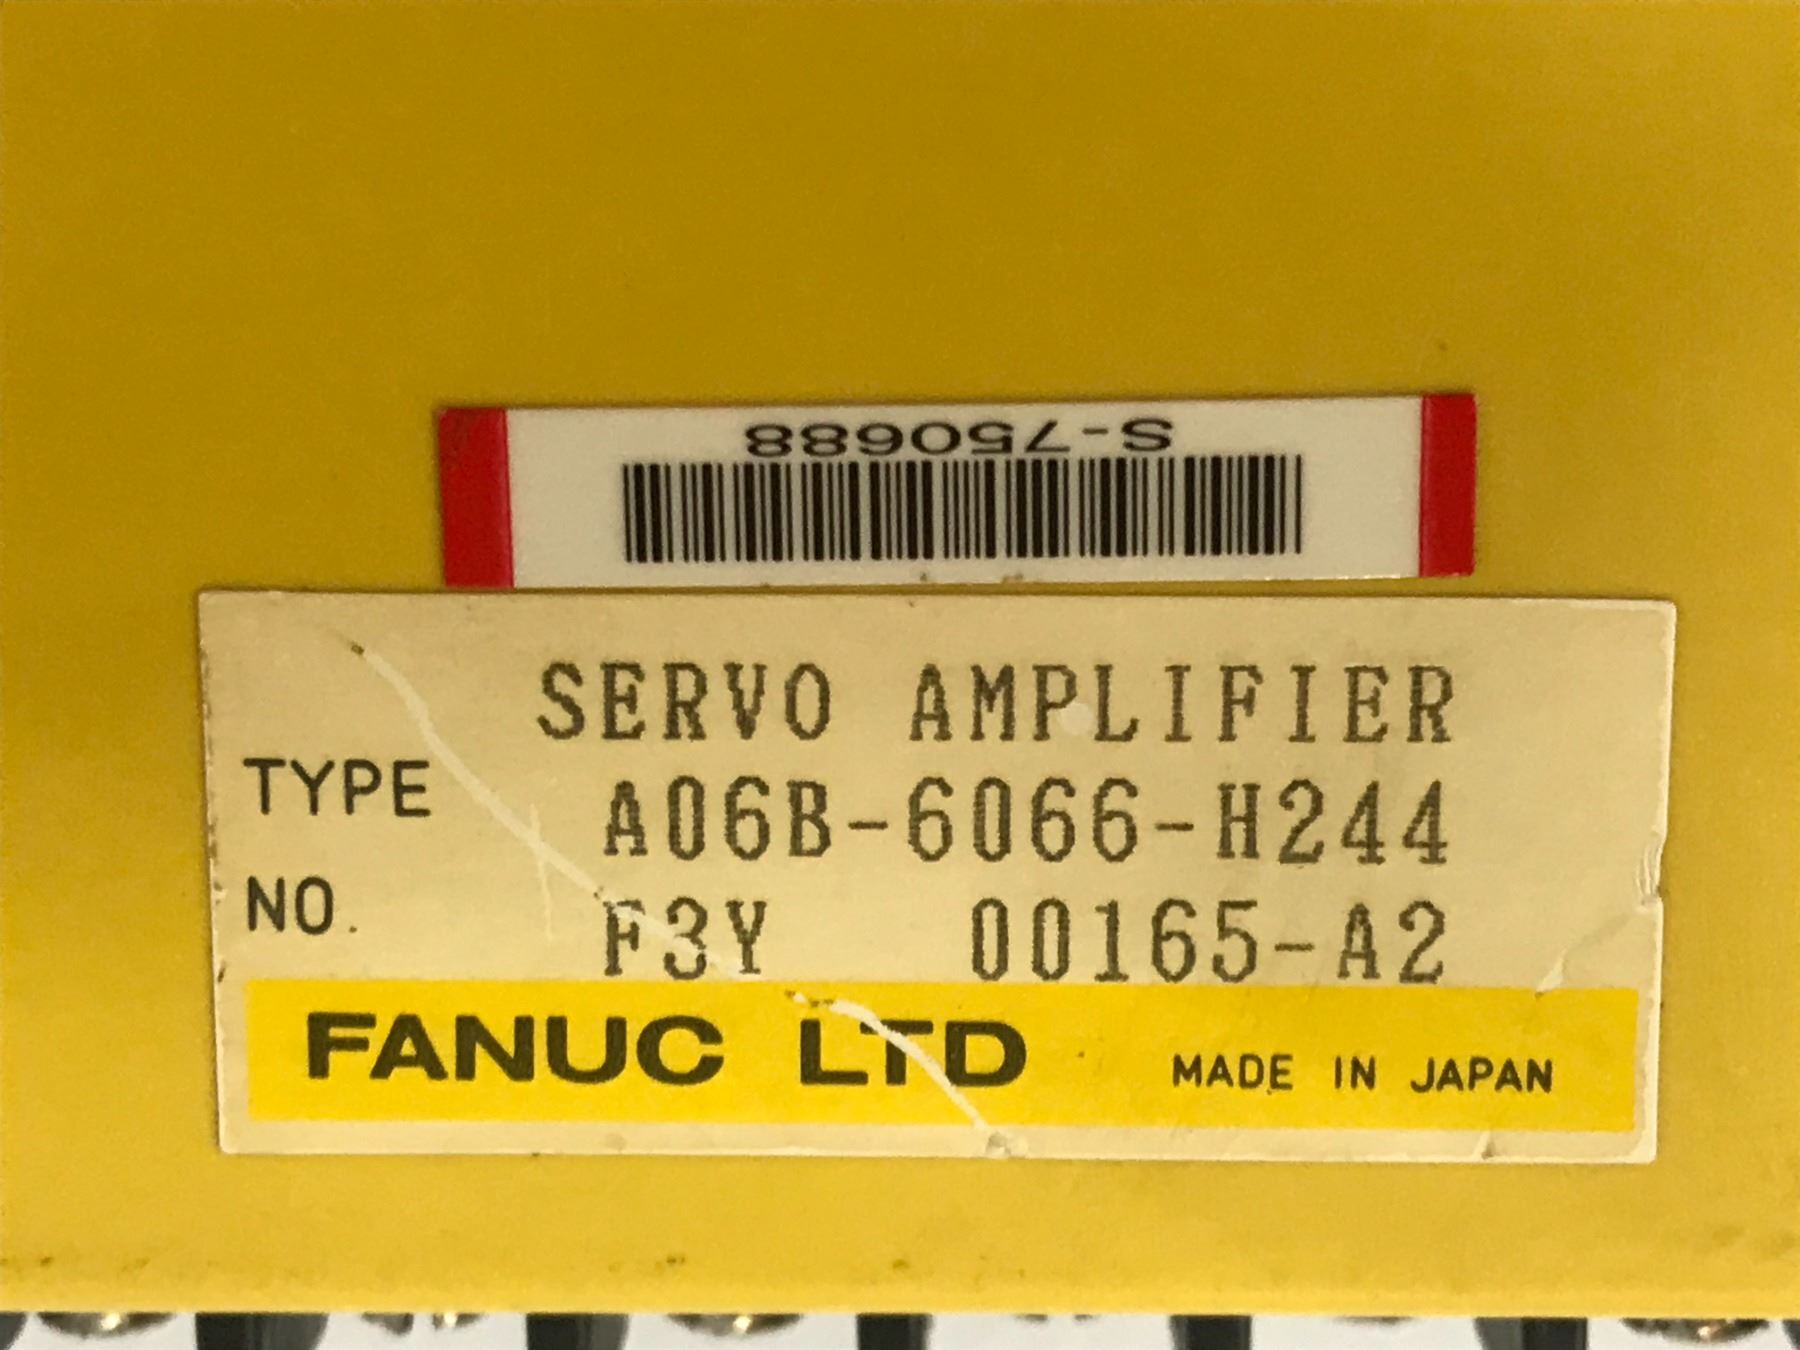 S-750688
SERVO AMPLIFIER
TYPE A06B-6066-H244
NO. F3Y 00165-A2
FANUC LTD MADE IN JAPAN